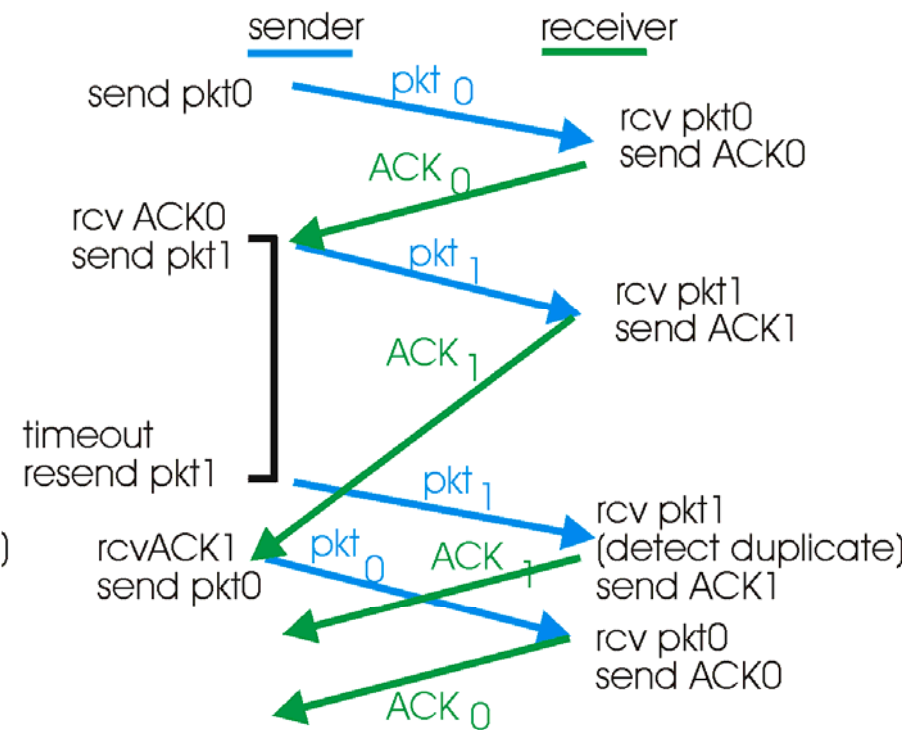 sender
receiver
send pkt0
pkt 0
rcv pkt0
send ACK0
ACK 0
rcv ACK0
send pkt1
pkt 1
rcv pkt1
send ACK1
ACK 1
timeout
resend pkt1
pkt 1
rcv pkt1
(detect duplicate)
send ACK1
)
rcvACK1
send pkt0
pkt 0
ACK 1
rcv pkt0
send ACK0
ACK 0